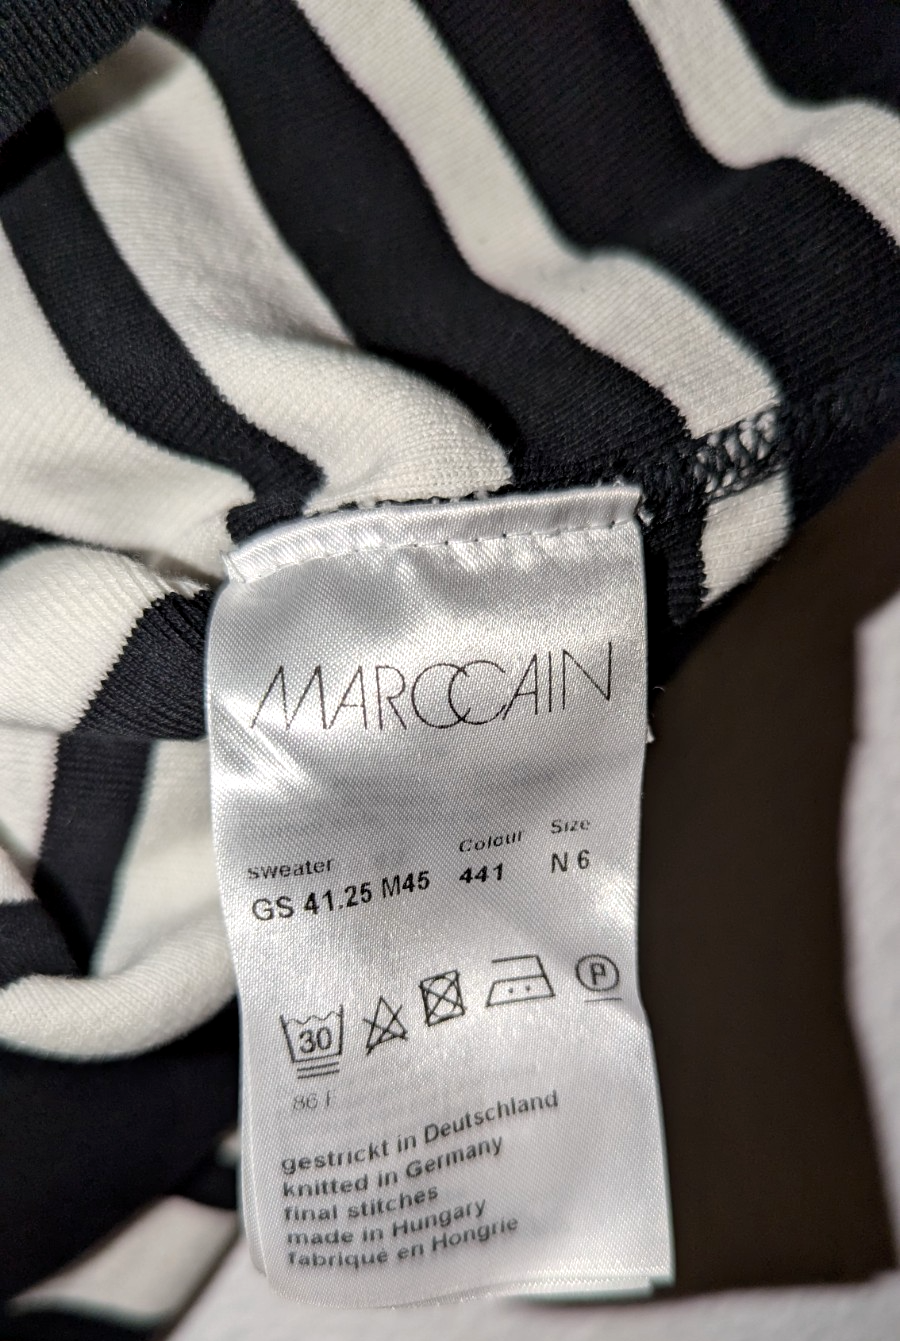 MARCCAIN
sweater Colour Size
GS 41.25 M45 441 N 6
30 P
86 F
gestrickt in Deutschland
knitted in Germany
final stitches
made in Hungary
fabriqué en Hongrie